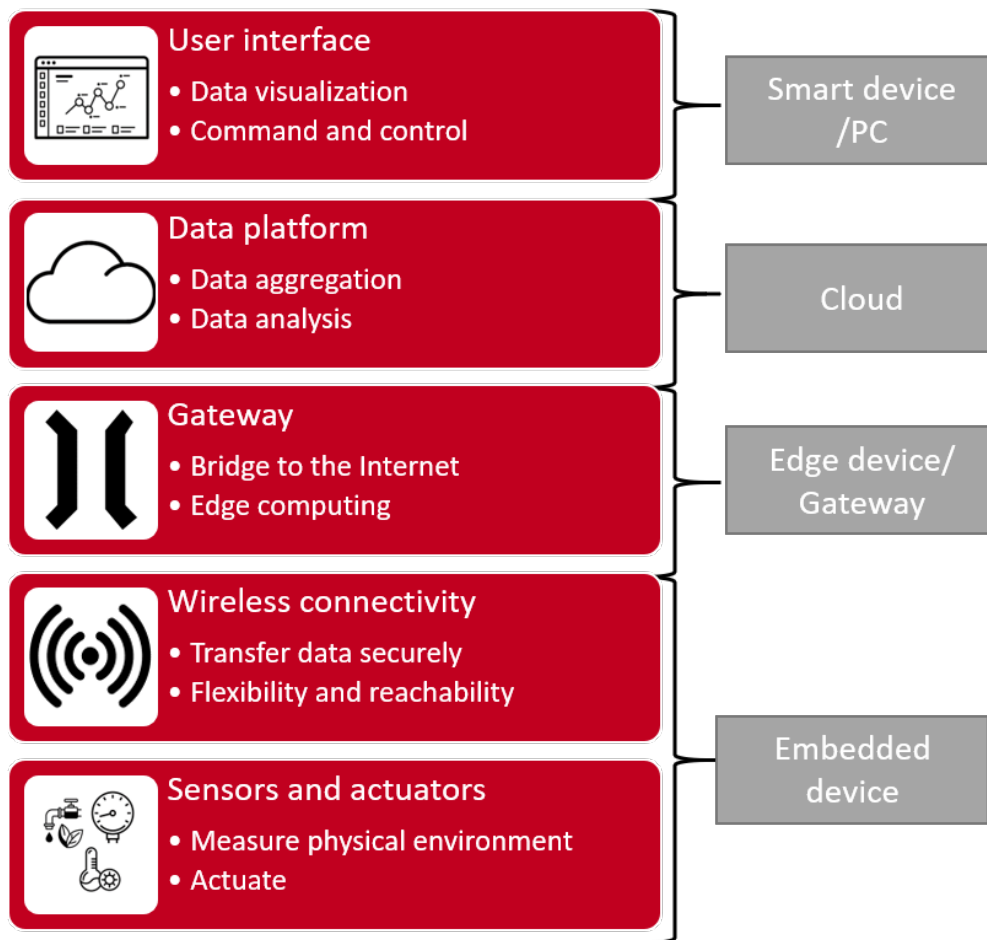 User interface
• Data visualization
• Command and control
Smart device
/PC
Data platform
• Data aggregation
• Data analysis
Cloud
Gateway
• Bridge to the Internet
• Edge computing
Edge device/
Gateway
Wireless connectivity
• Transfer data securely
• Flexibility and reachability
Embedded
device
Sensors and actuators
• Measure physical environment
• Actuate